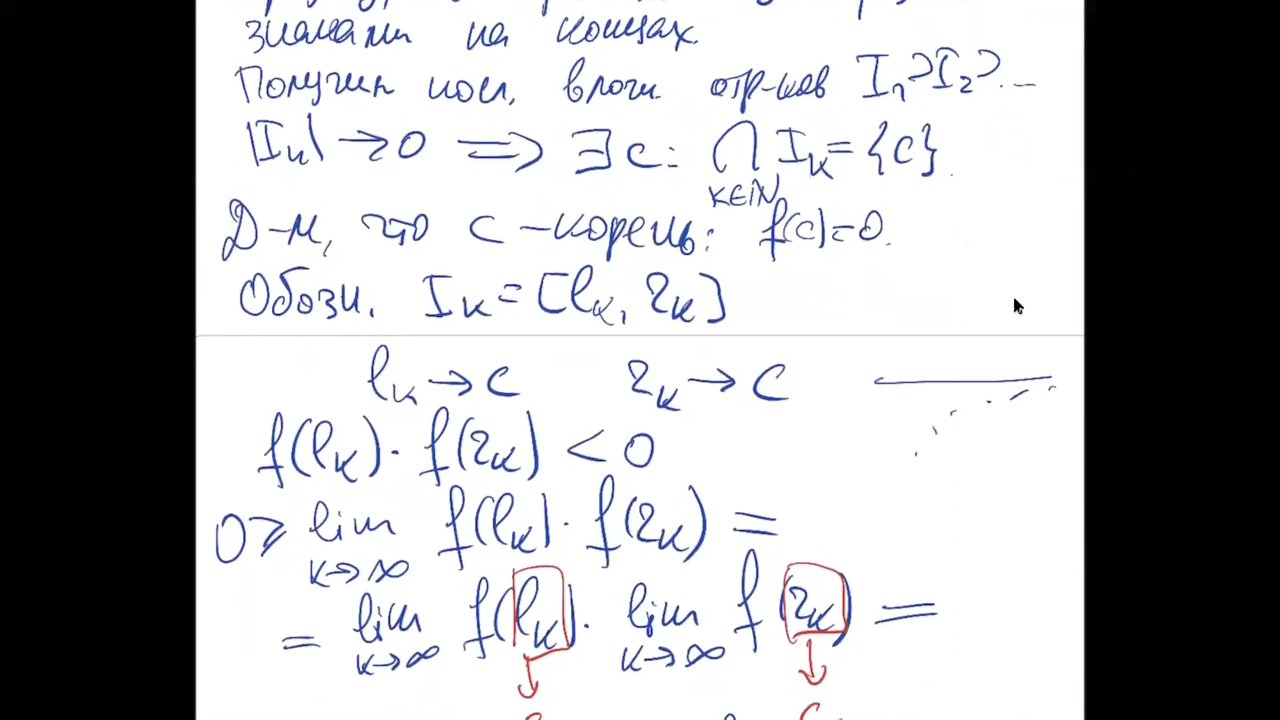 знаками на концах.
Получим посл. влож. отр-ков I₁⊃I₂⊃...
|Iₖ|→0 ⟹ ∃ c: ⋂ Iₖ = {c}.
k∈ℕ
Д-м, что c – корень: f(c)=0.
Обозн. Iₖ = [lₖ, rₖ]
lₖ → c rₖ → c
f(lₖ)·f(rₖ) < 0
0 ≥ lim f(lₖ)·f(rₖ) =
k→∞
= lim f(lₖ)· lim f(rₖ) =
k→∞ k→∞